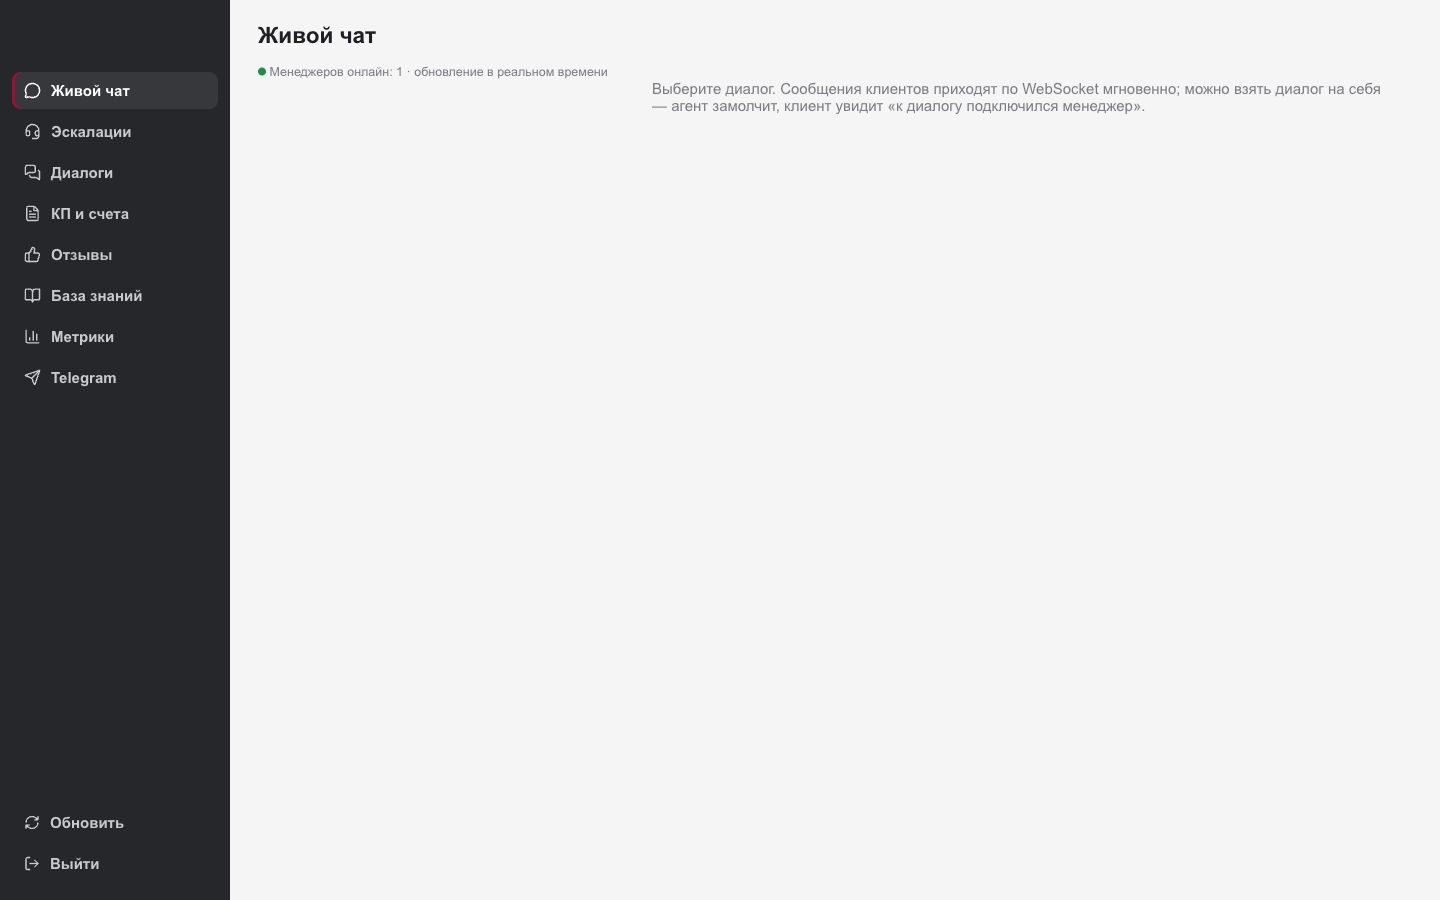 Живой чат
Эскалации
Диалоги
КП и счета
Отзывы
База знаний
Метрики
Telegram
Обновить
Выйти
Живой чат
Менеджеров онлайн: 1 · обновление в реальном времени
Выберите диалог. Сообщения клиентов приходят по WebSocket мгновенно; можно взять диалог на себя
— агент замолчит, клиент увидит «к диалогу подключился менеджер».